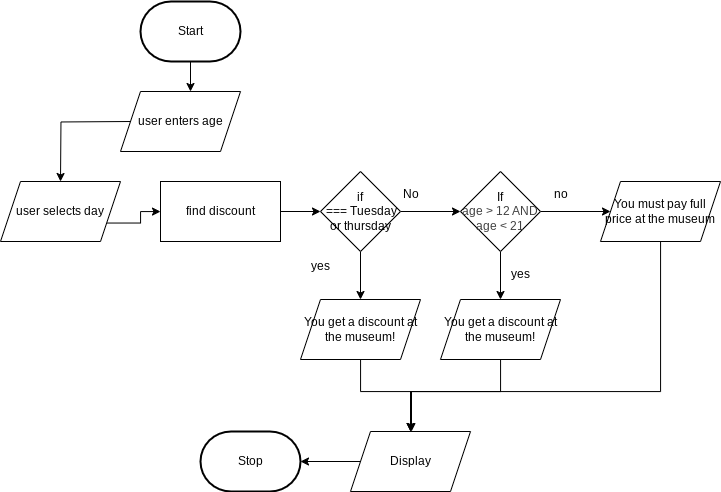 Start
user enters age
user selects day
find discount
if
=== Tuesday
or thursday
No
If
age > 12 AND
age < 21
no
You must pay full
price at the museum
yes
yes
You get a discount at
the museum!
You get a discount at
the museum!
Stop
Display